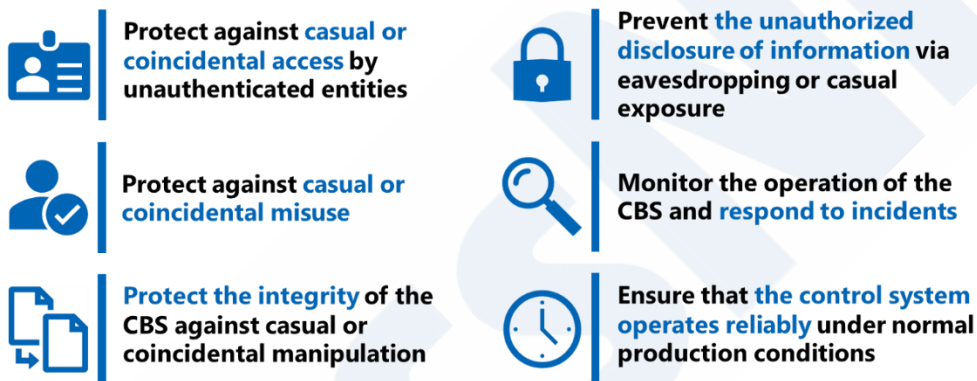 Protect against casual or
coincidental access by
unauthenticated entities
Prevent the unauthorized
disclosure of information via
eavesdropping or casual
exposure
Protect against casual or
coincidental misuse
Monitor the operation of the
CBS and respond to incidents
Protect the integrity of the
CBS against casual or
coincidental manipulation
Ensure that the control system
operates reliably under normal
production conditions